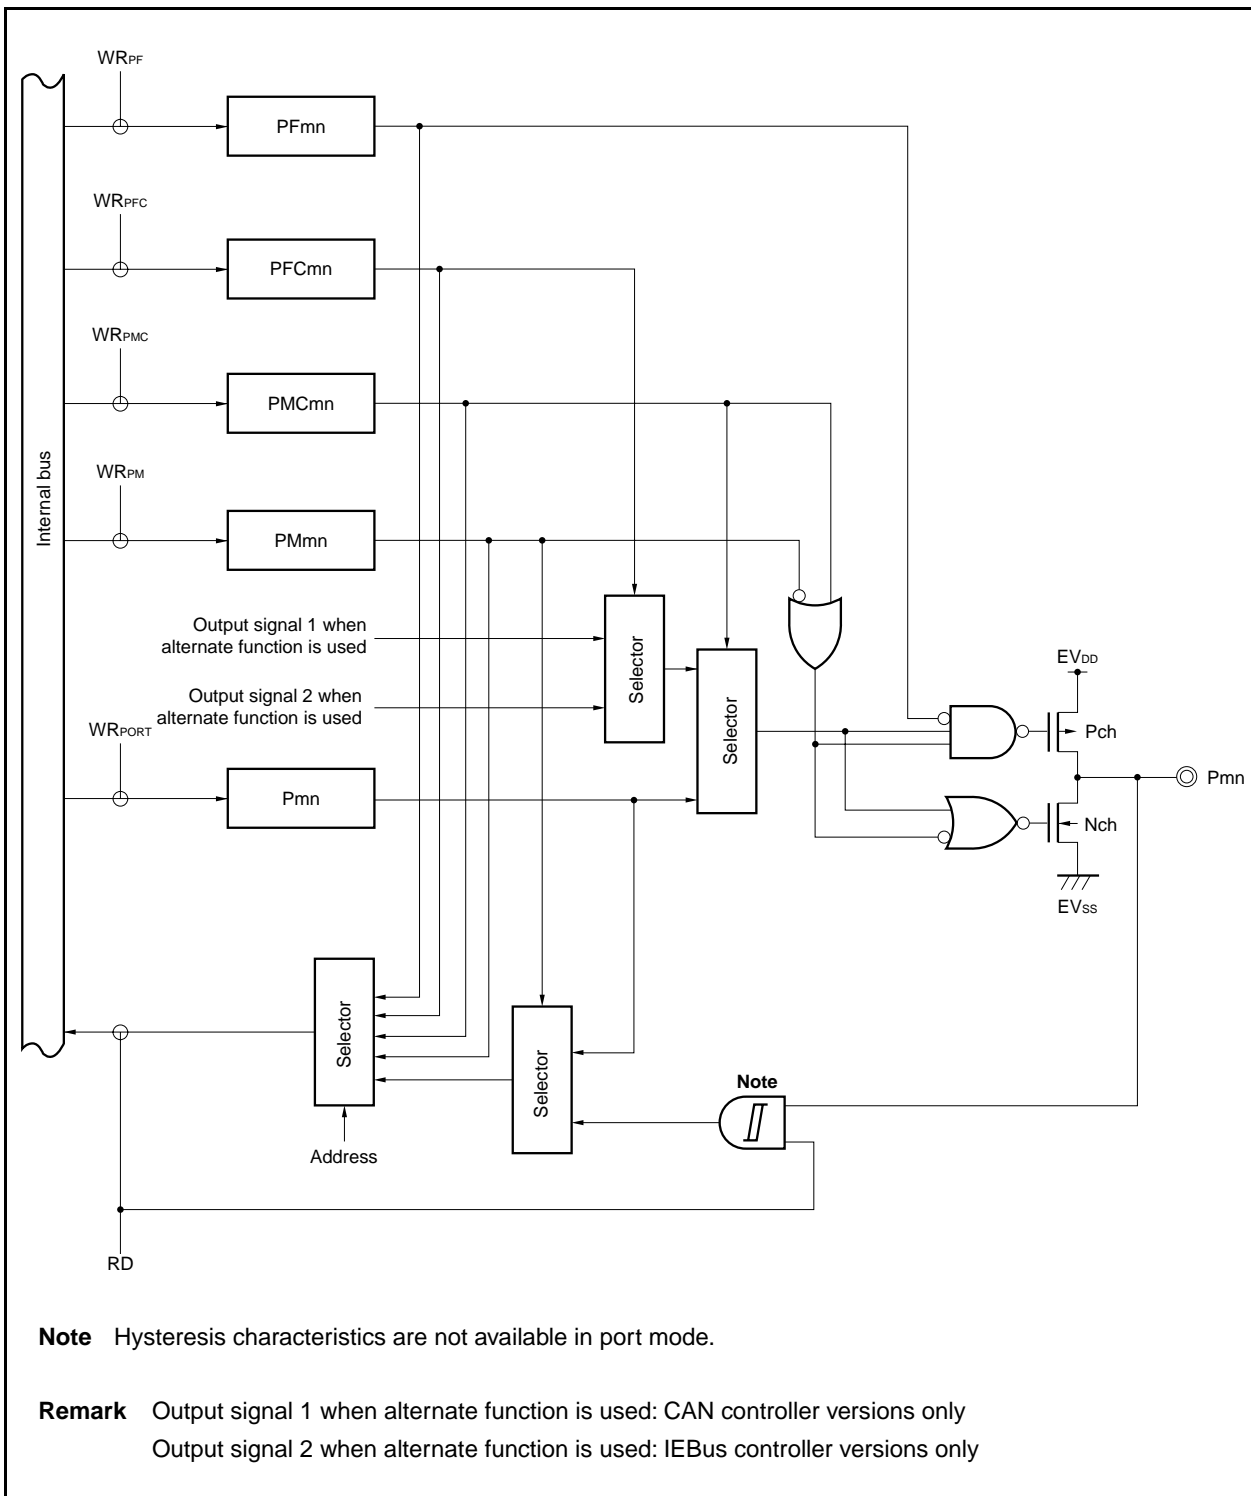 WRPF
PFmn
WRPFC
PFCmn
WRPMC
PMCmn
WRPM
PMmn
Internal bus
Output signal 1 when
alternate function is used
Output signal 2 when
alternate function is used
Selector
Selector
WRPORT
Pmn
EVDD
Pch
Pmn
Nch
EVSS
Selector
Selector
Note
Address
RD
Note Hysteresis characteristics are not available in port mode.
Remark Output signal 1 when alternate function is used: CAN controller versions only
Output signal 2 when alternate function is used: IEBus controller versions only